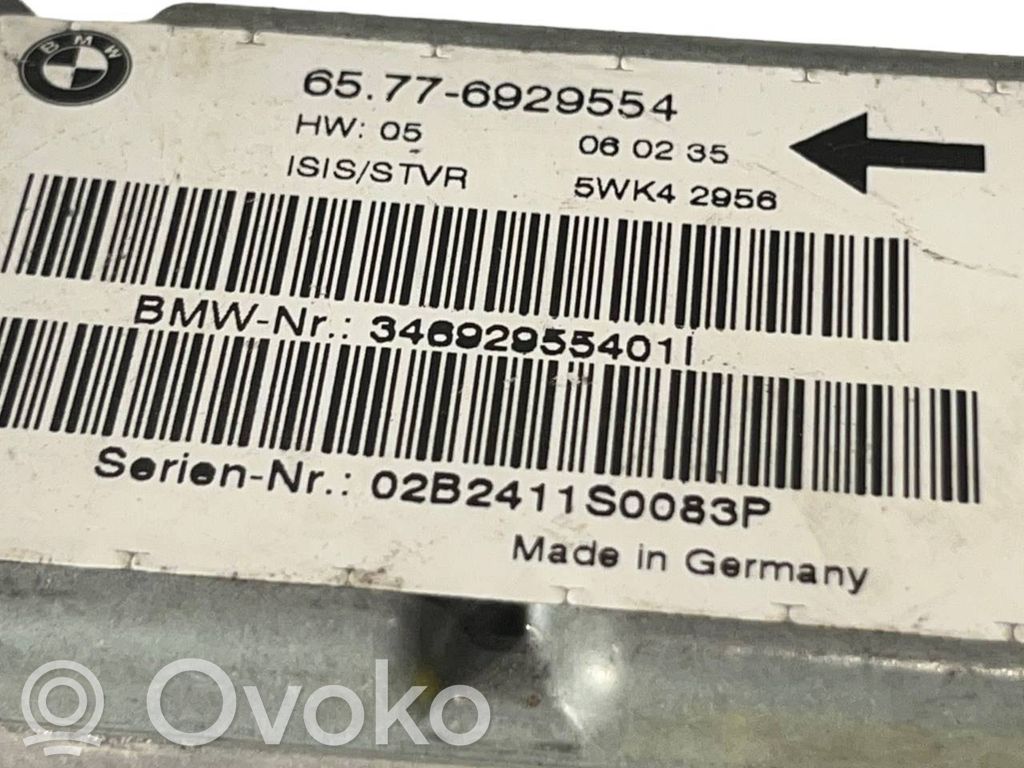 BMW
65.77-6929554
HW: 05 06 02 35
ISIS/STVR 5WK4 2956
BMW-Nr.: 34692955401I
Serien-Nr.: 02B2411S0083P
Made in Germany
Ovoko